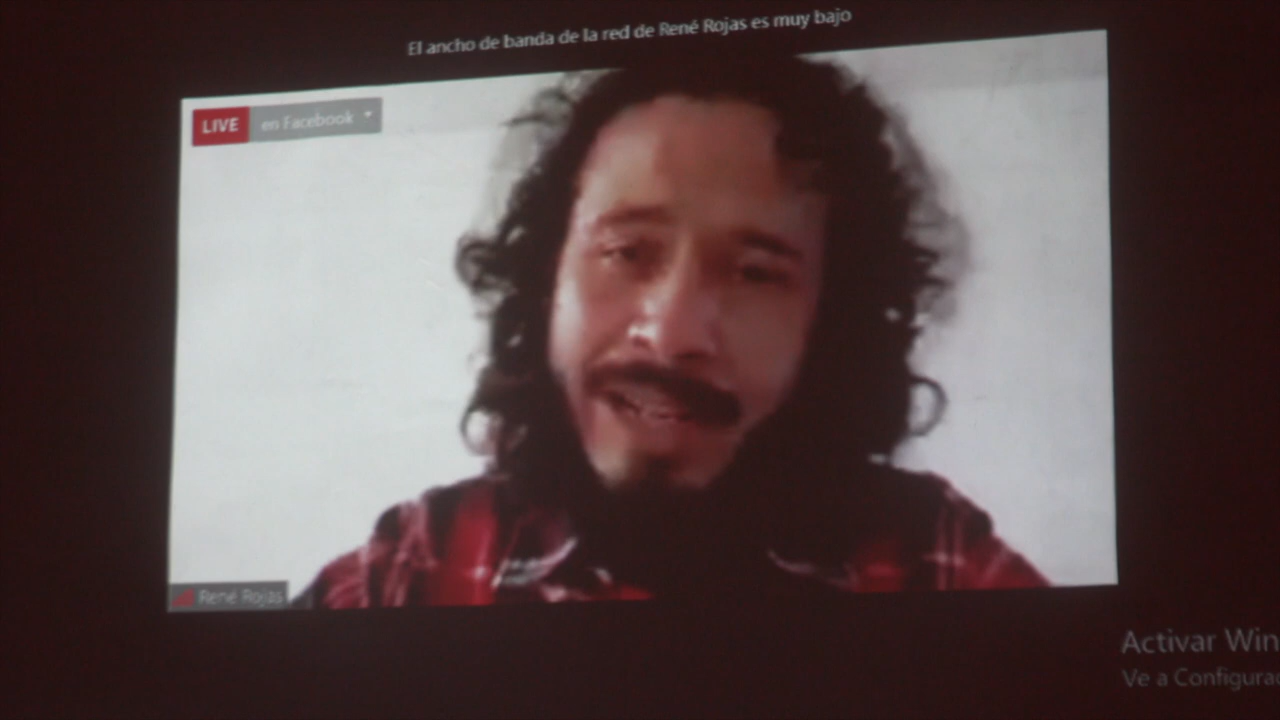 El ancho de banda de la red de René Rojas es muy bajo
LIVE en Facebook
René Rojas
Activar Win
Ve a Configurac